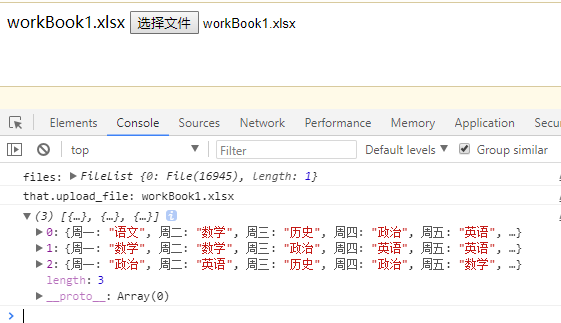 workBook1.xlsx 选择文件 workBook1.xlsx
Elements Console Sources Network Performance Memory Application Secu
top Filter Default levels Group similar
files: FileList {0: File(16945), length: 1}
that.upload_file: workBook1.xlsx
(3) [{…}, {…}, {…}]
0: {周一: "语文", 周二: "数学", 周三: "历史", 周四: "政治", 周五: "英语", …}
1: {周一: "数学", 周二: "数学", 周三: "英语", 周四: "英语", 周五: "英语", …}
2: {周一: "政治", 周二: "英语", 周三: "历史", 周四: "政治", 周五: "数学", …}
length: 3
__proto__: Array(0)